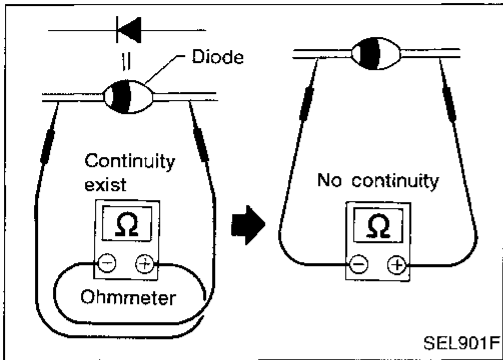 Diode
Continuity
exist
Ω
− +
Ohmmeter
No continuity
Ω
− +
SEL901F